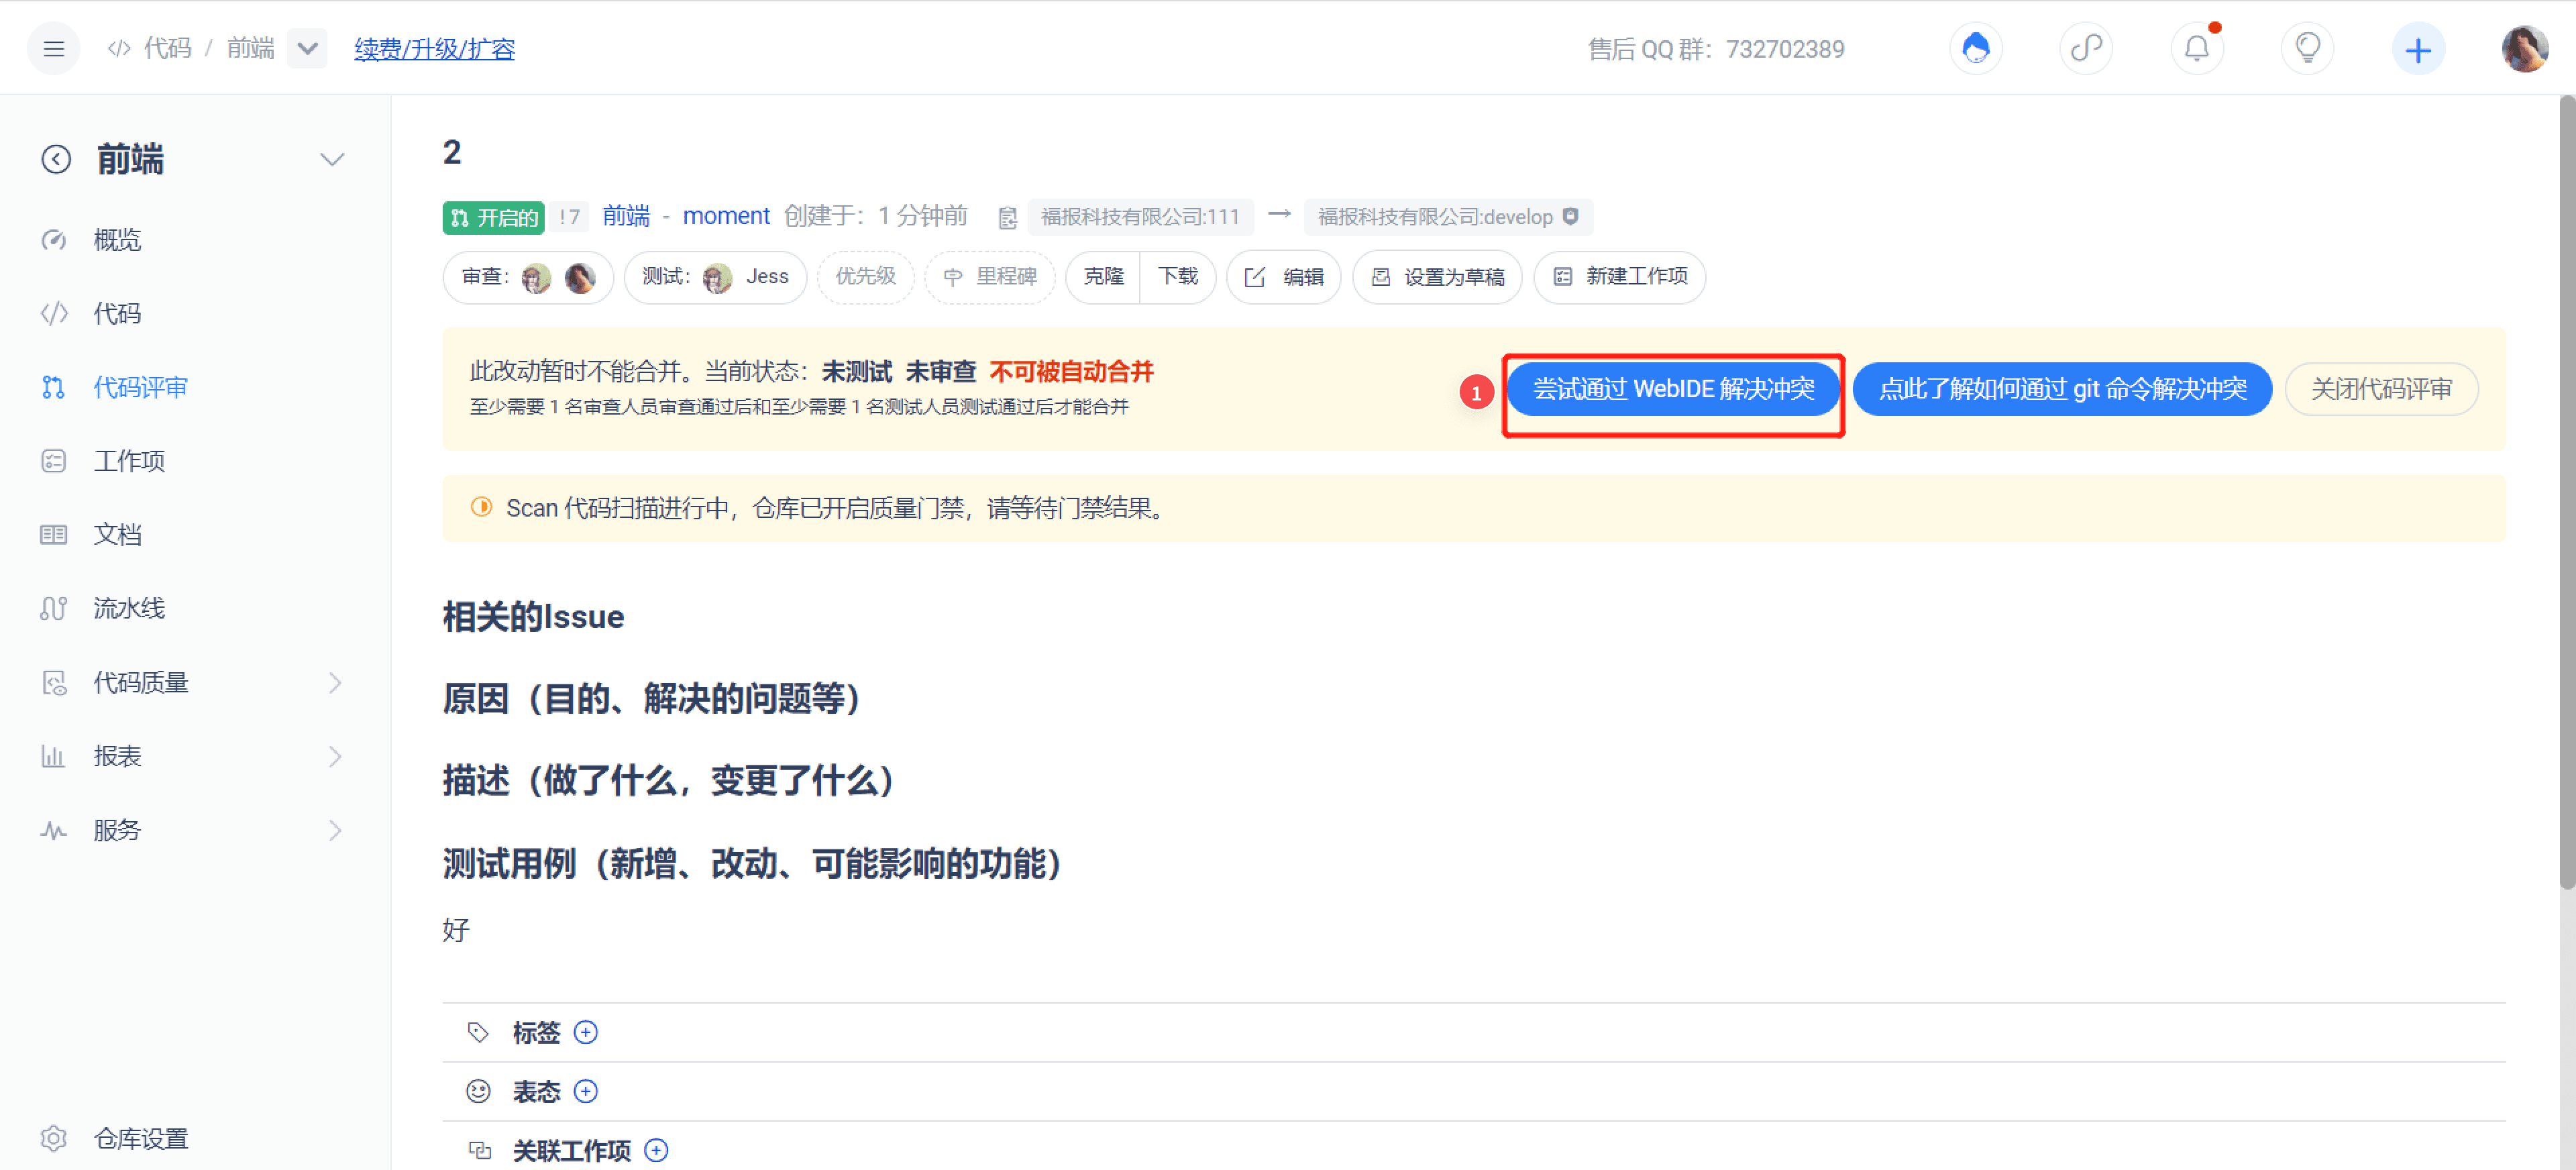 代码 / 前端 续费/升级/扩容 售后 QQ 群：732702389
前端
概览
代码
代码评审
工作项
文档
流水线
代码质量
报表
服务
仓库设置
2
开启的 !7 前端 - moment 创建于：1 分钟前 福报科技有限公司:111 → 福报科技有限公司:develop
审查： 测试： Jess 优先级 里程碑 克隆 下载 编辑 设置为草稿 新建工作项
此改动暂时不能合并。当前状态：未测试 未审查 不可被自动合并
至少需要 1 名审查人员审查通过后和至少需要 1 名测试人员测试通过后才能合并
1 尝试通过 WebIDE 解决冲突 点此了解如何通过 git 命令解决冲突 关闭代码评审
Scan 代码扫描进行中，仓库已开启质量门禁，请等待门禁结果。
相关的Issue
原因（目的、解决的问题等）
描述（做了什么，变更了什么）
测试用例（新增、改动、可能影响的功能）
好
标签
表态
关联工作项